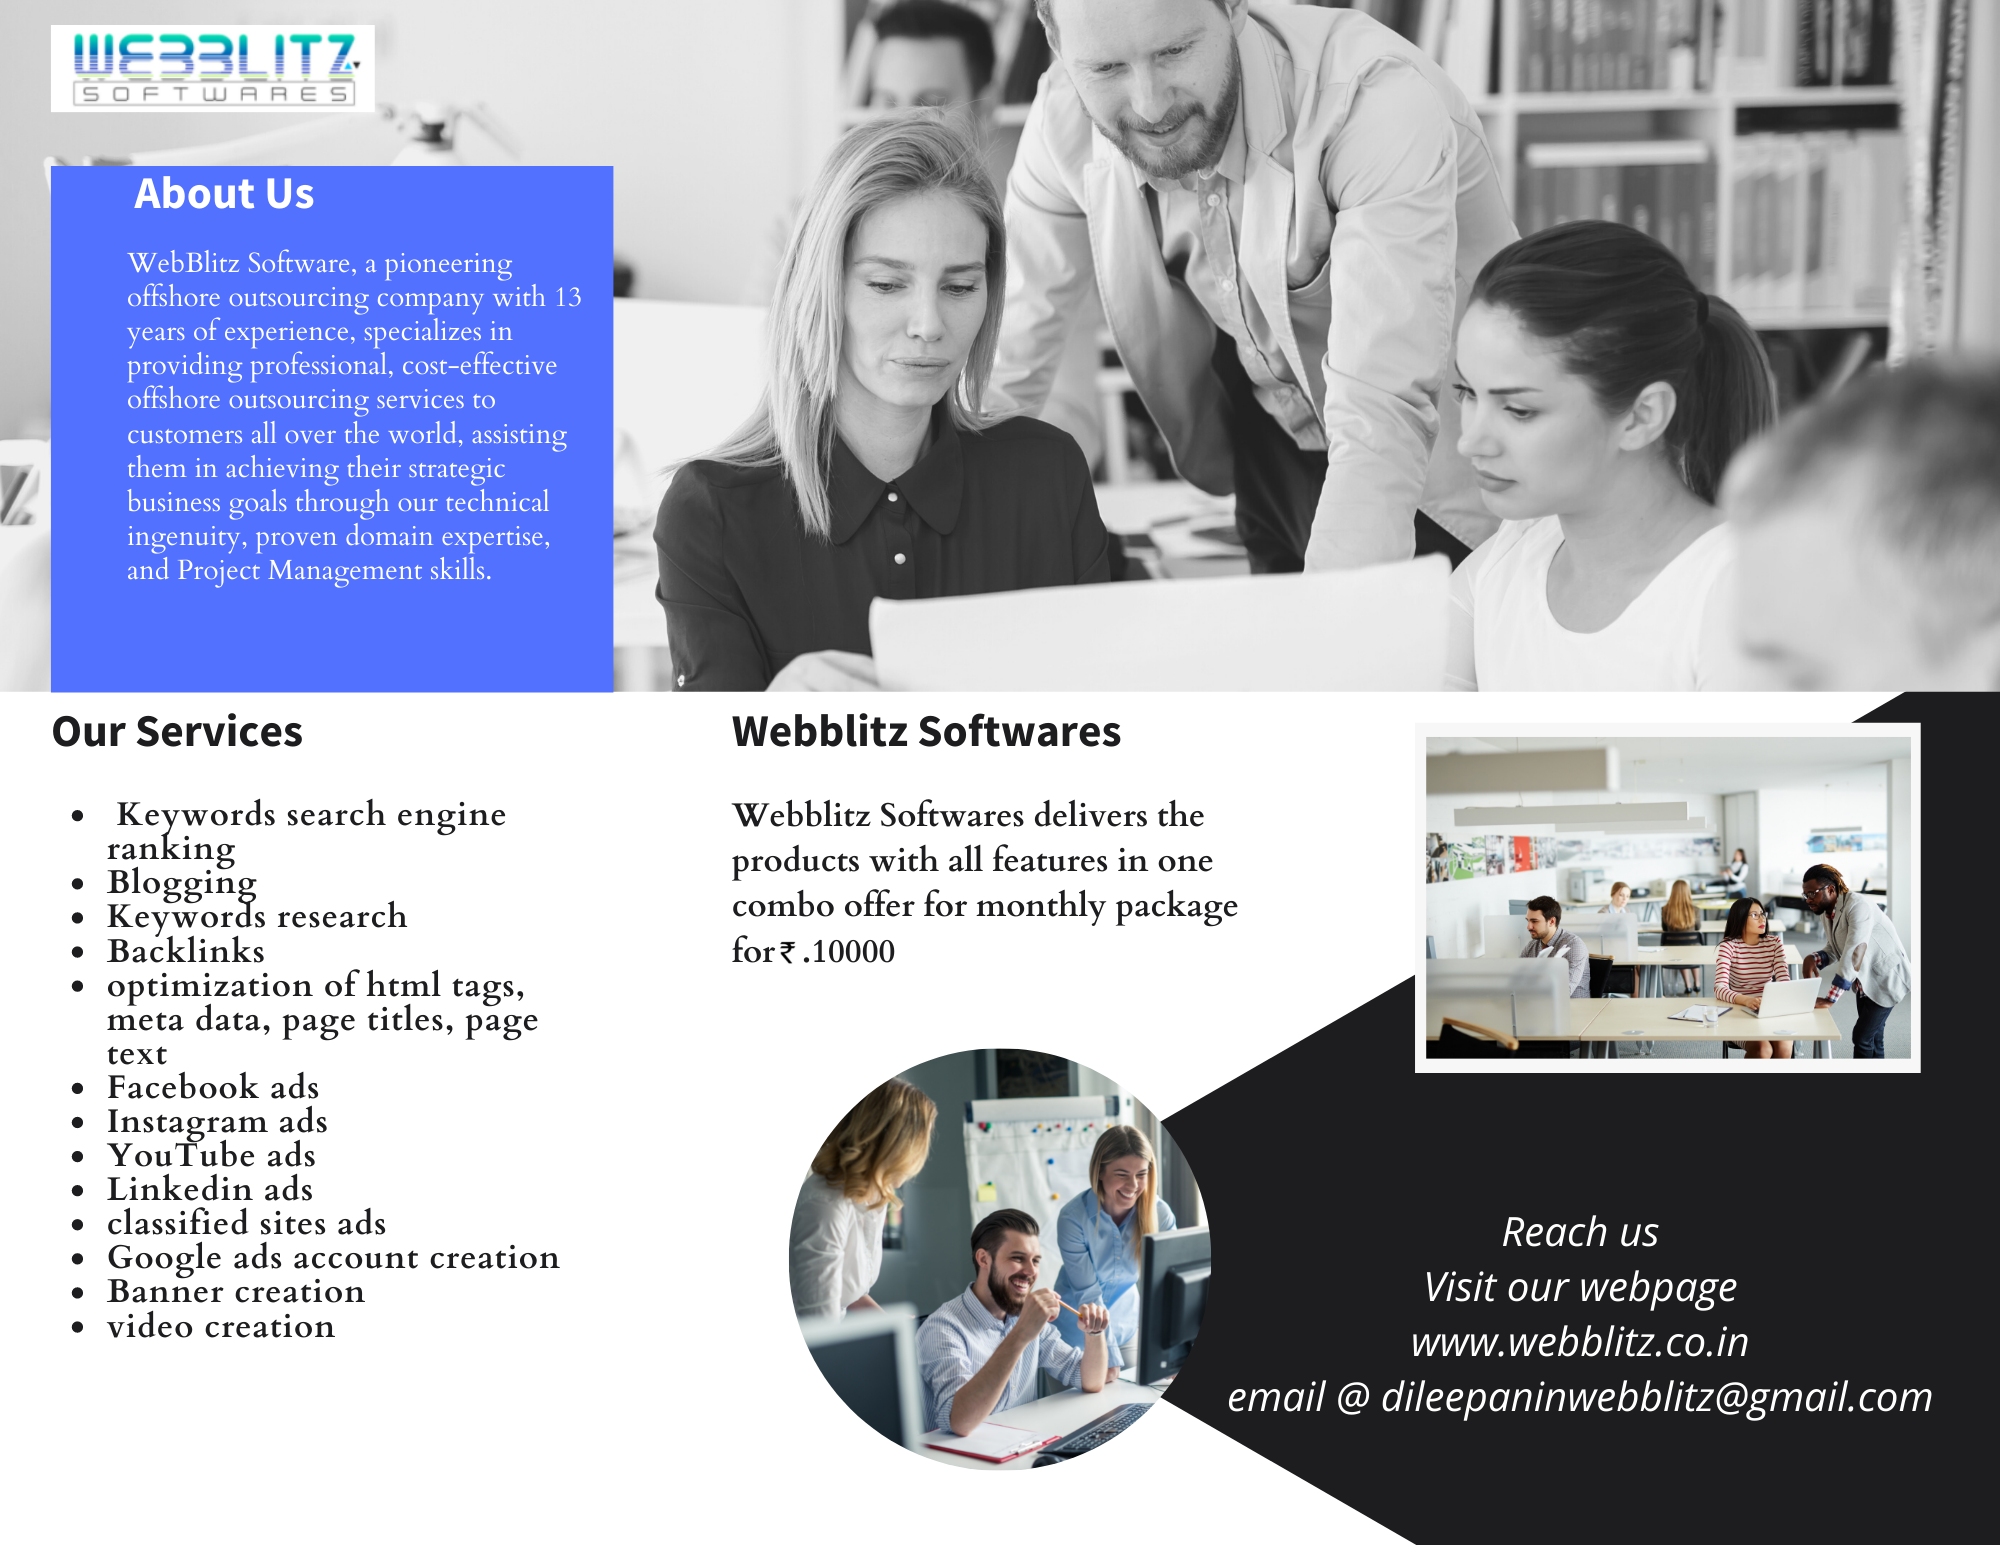 WEBBLITZ
SOFTWARES
About Us
WebBlitz Software, a pioneering
offshore outsourcing company with 13
years of experience, specializes in
providing professional, cost-effective
offshore outsourcing services to
customers all over the world, assisting
them in achieving their strategic
business goals through our technical
ingenuity, proven domain expertise,
and Project Management skills.
Our Services
• Keywords search engine
ranking
• Blogging
• Keywords research
• Backlinks
• optimization of html tags,
meta data, page titles, page
text
• Facebook ads
• Instagram ads
• YouTube ads
• Linkedin ads
• classified sites ads
• Google ads account creation
• Banner creation
• video creation
Webblitz Softwares
Webblitz Softwares delivers the
products with all features in one
combo offer for monthly package
for₹ .10000
Reach us
Visit our webpage
www.webblitz.co.in
email @ dileepaninwebblitz@gmail.com